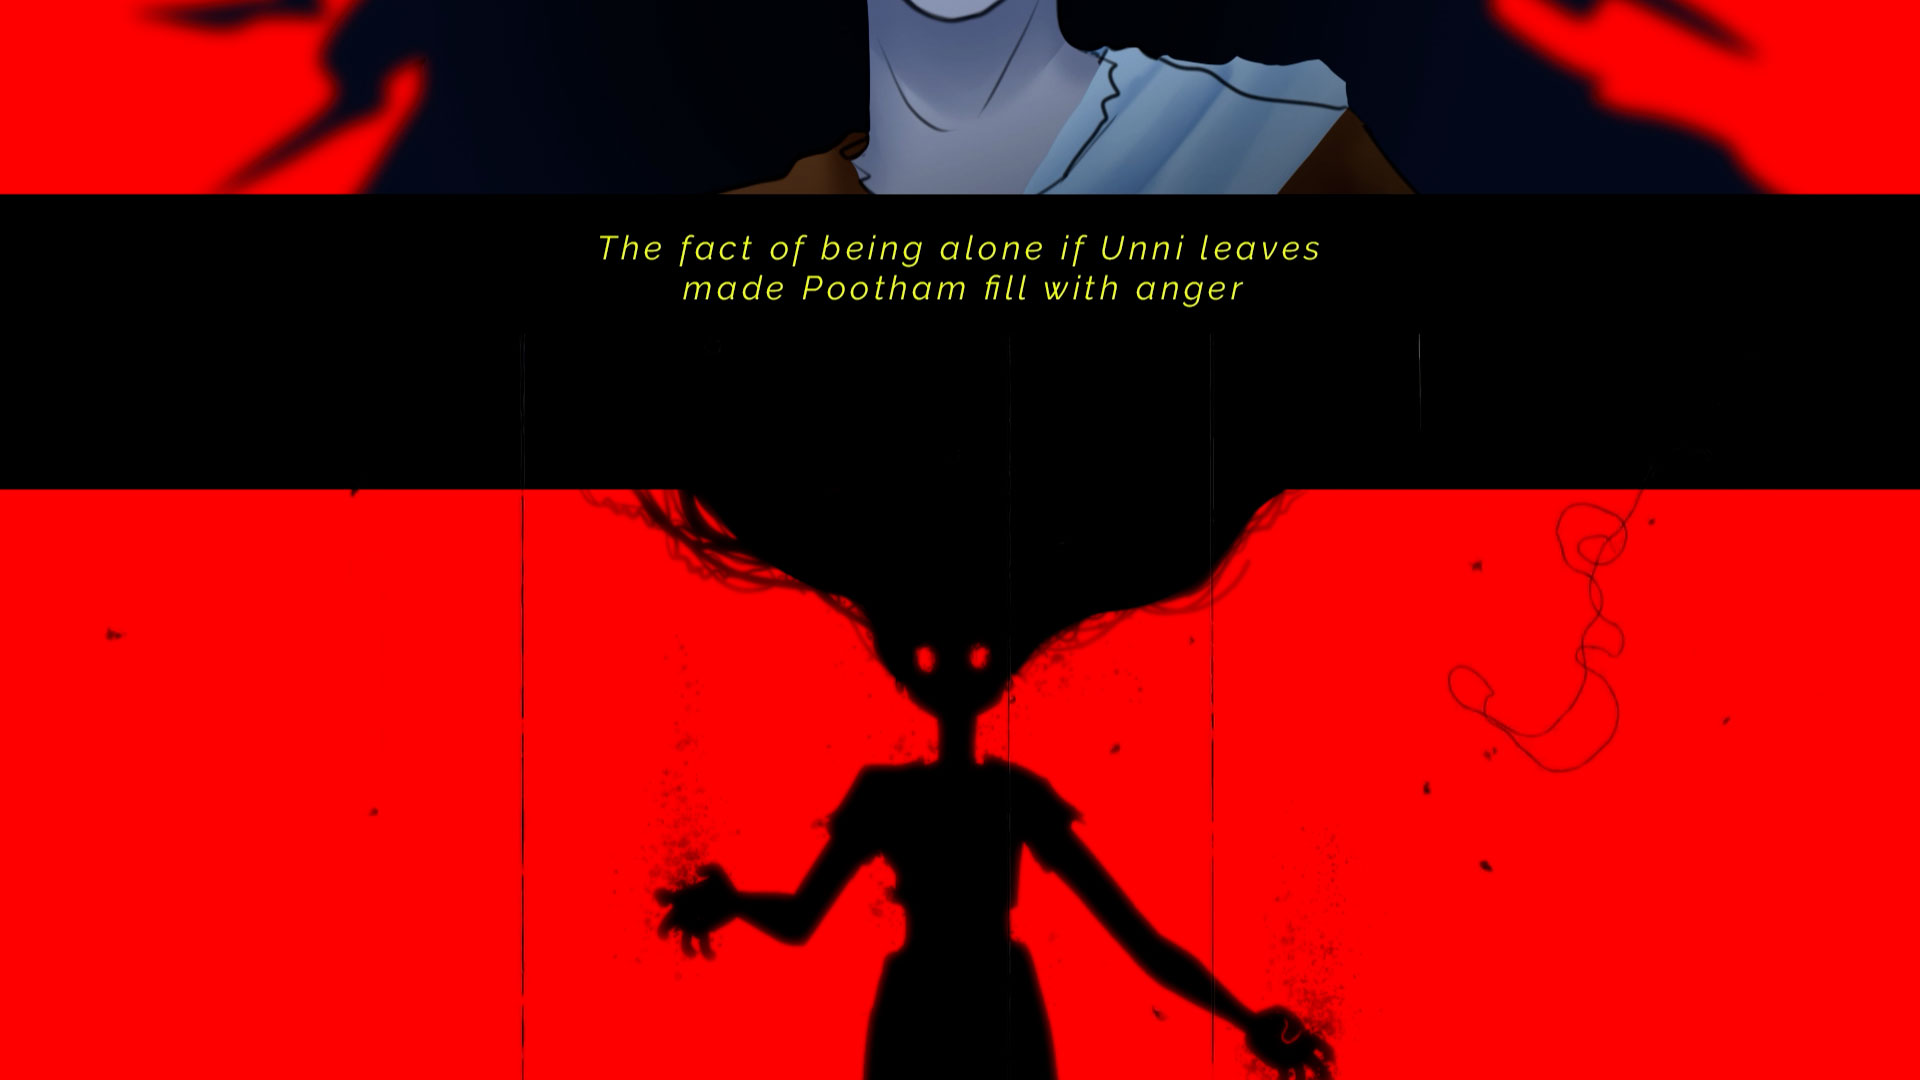 The fact of being alone if Unni leaves
made Pootham fill with anger